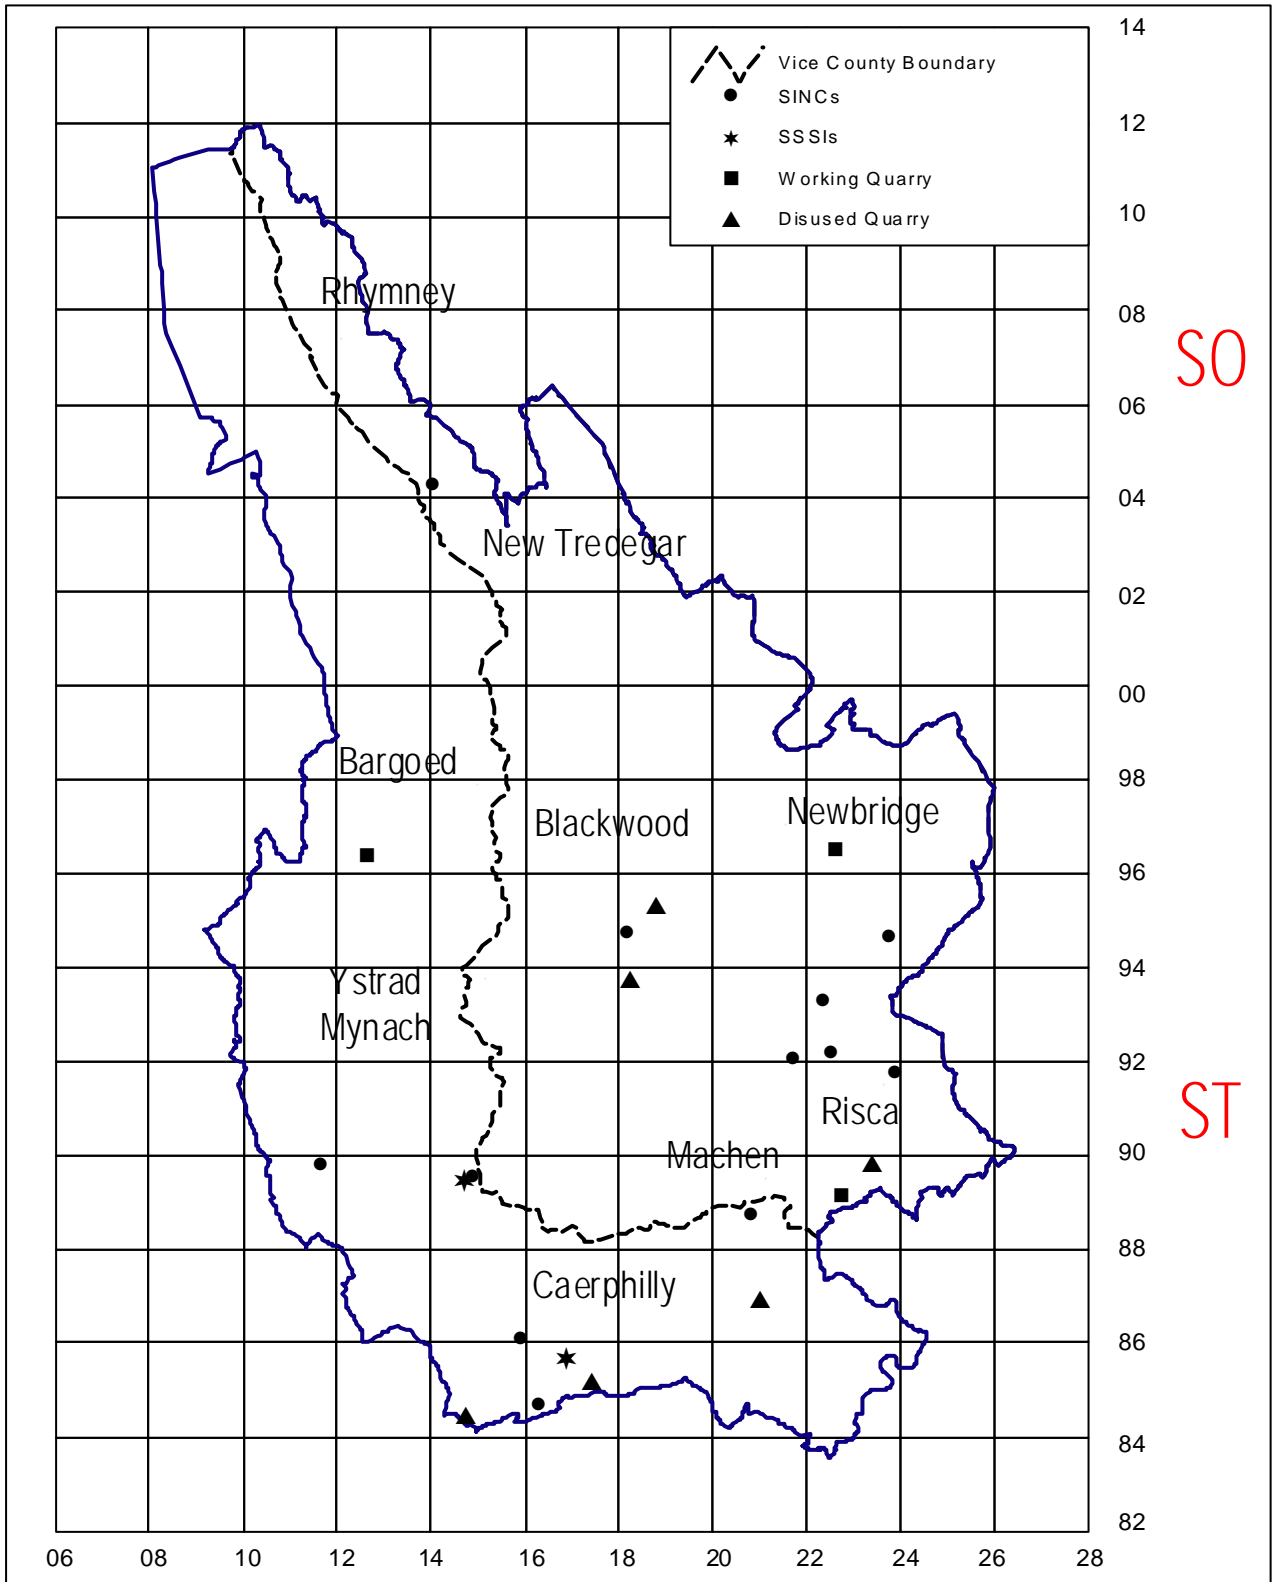 14
Vice County Boundary
SINCs
SSSIs
Working Quarry
Disused Quarry
12
10
Rhymney
08
SO
06
04
New Tredegar
02
00
Bargoed
98
Blackwood
Newbridge
96
94
Ystrad
Mynach
92
ST
Risca
Machen
90
88
Caerphilly
86
84
82
06 08 10 12 14 16 18 20 22 24 26 28